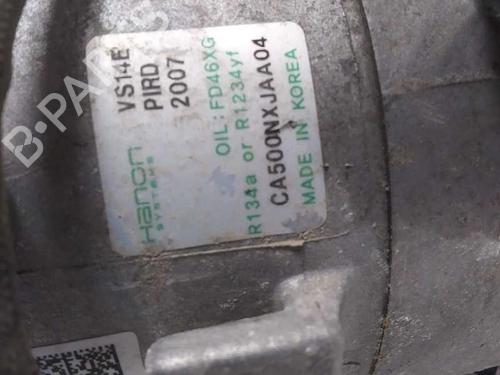 VS14E
PIRD
2007
Hanon
SYSTEMS
OIL: FD46XG
R134a or R1234yf
CA500NXJAA04
MADE IN KOREA
B-PARTS